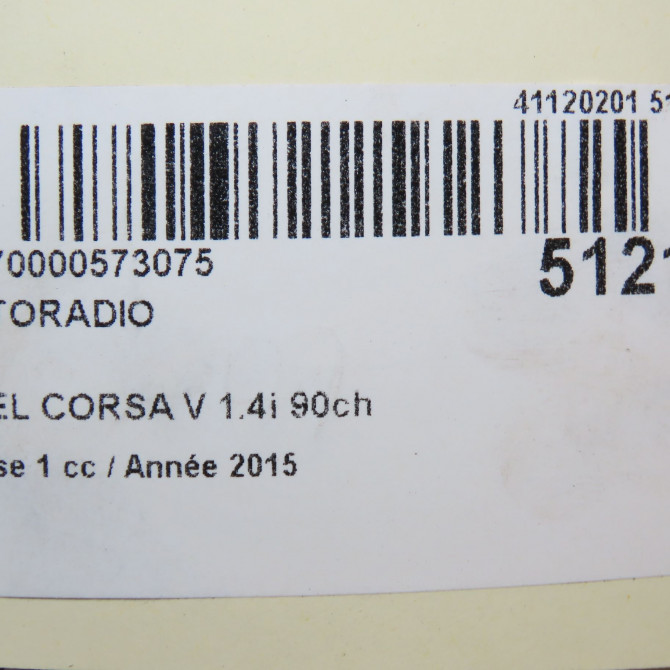 41120201 51
70000573075
5121
TORADIO
EL CORSA V 1.4i 90ch
se 1 cc / Année 2015